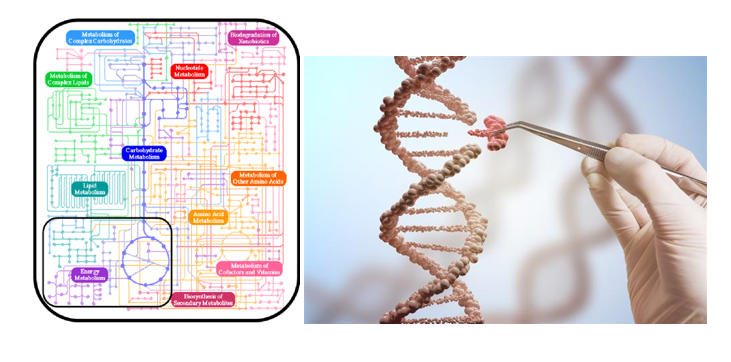 Metabolism of
Complex Carbohydrates
Biodegradation of
Xenobiotics
Nucleotide
Metabolism
Metabolism of
Complex Lipids
Carbohydrate
Metabolism
Metabolism of
Other Amino Acids
Lipid
Metabolism
Amino Acid
Metabolism
Energy
Metabolism
Metabolism of
Cofactors and Vitamins
Biosynthesis of
Secondary Metabolites